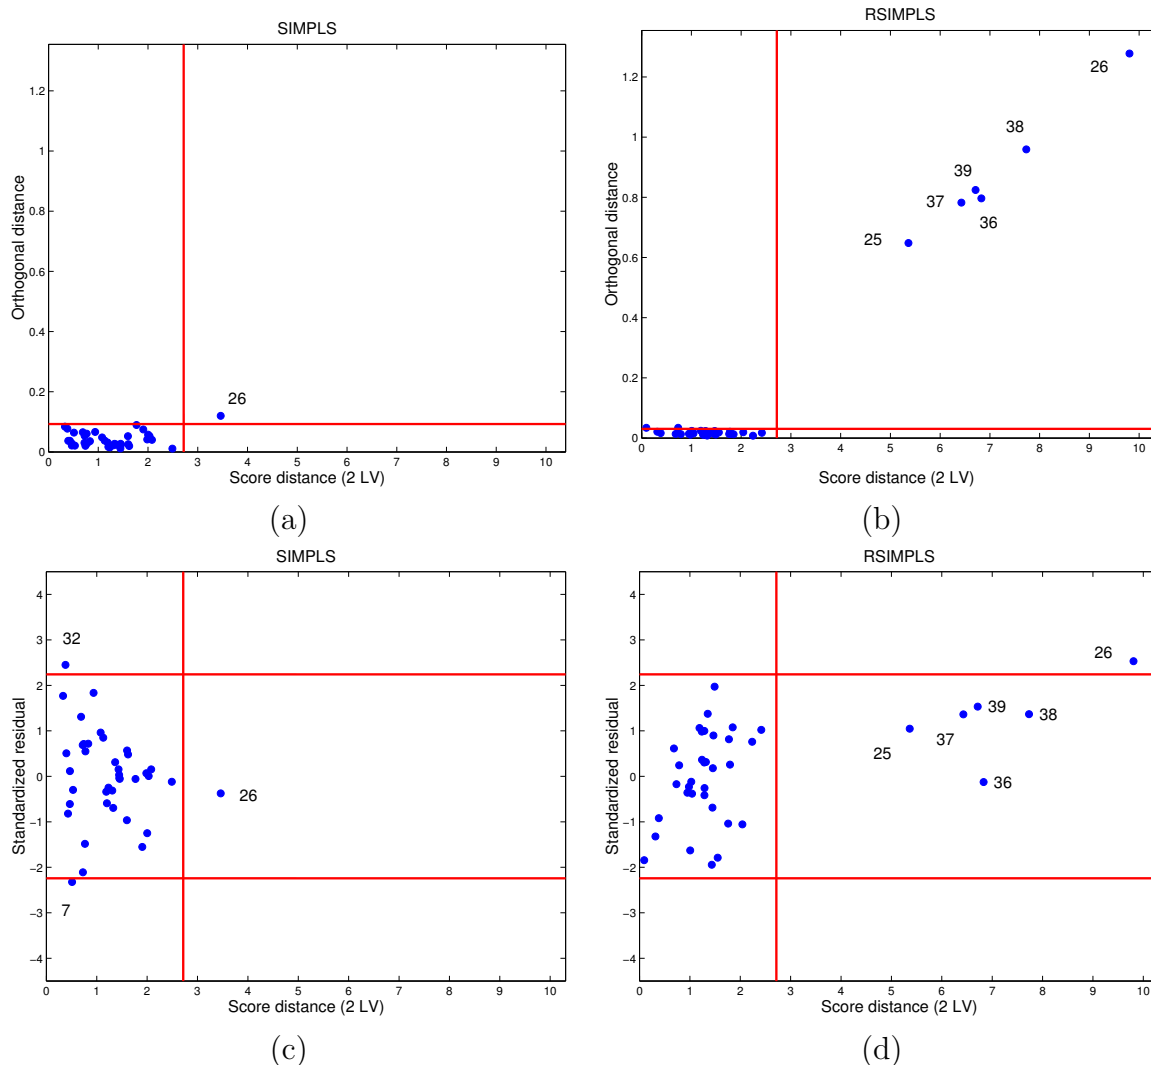 SIMPLS
1.2
1
0.8
0.6
0.4
0.2
0
Orthogonal distance
26
0 1 2 3 4 5 6 7 8 9 10
Score distance (2 LV)
(a)
RSIMPLS
1.2
1
0.8
0.6
0.4
0.2
0
Orthogonal distance
26
38
39
37
36
25
0 1 2 3 4 5 6 7 8 9 10
Score distance (2 LV)
(b)
SIMPLS
4
3
2
1
0
−1
−2
−3
−4
Standardized residual
32
26
7
0 1 2 3 4 5 6 7 8 9 10
Score distance (2 LV)
(c)
RSIMPLS
4
3
2
1
0
−1
−2
−3
−4
Standardized residual
26
39
38
37
25
36
0 1 2 3 4 5 6 7 8 9 10
Score distance (2 LV)
(d)